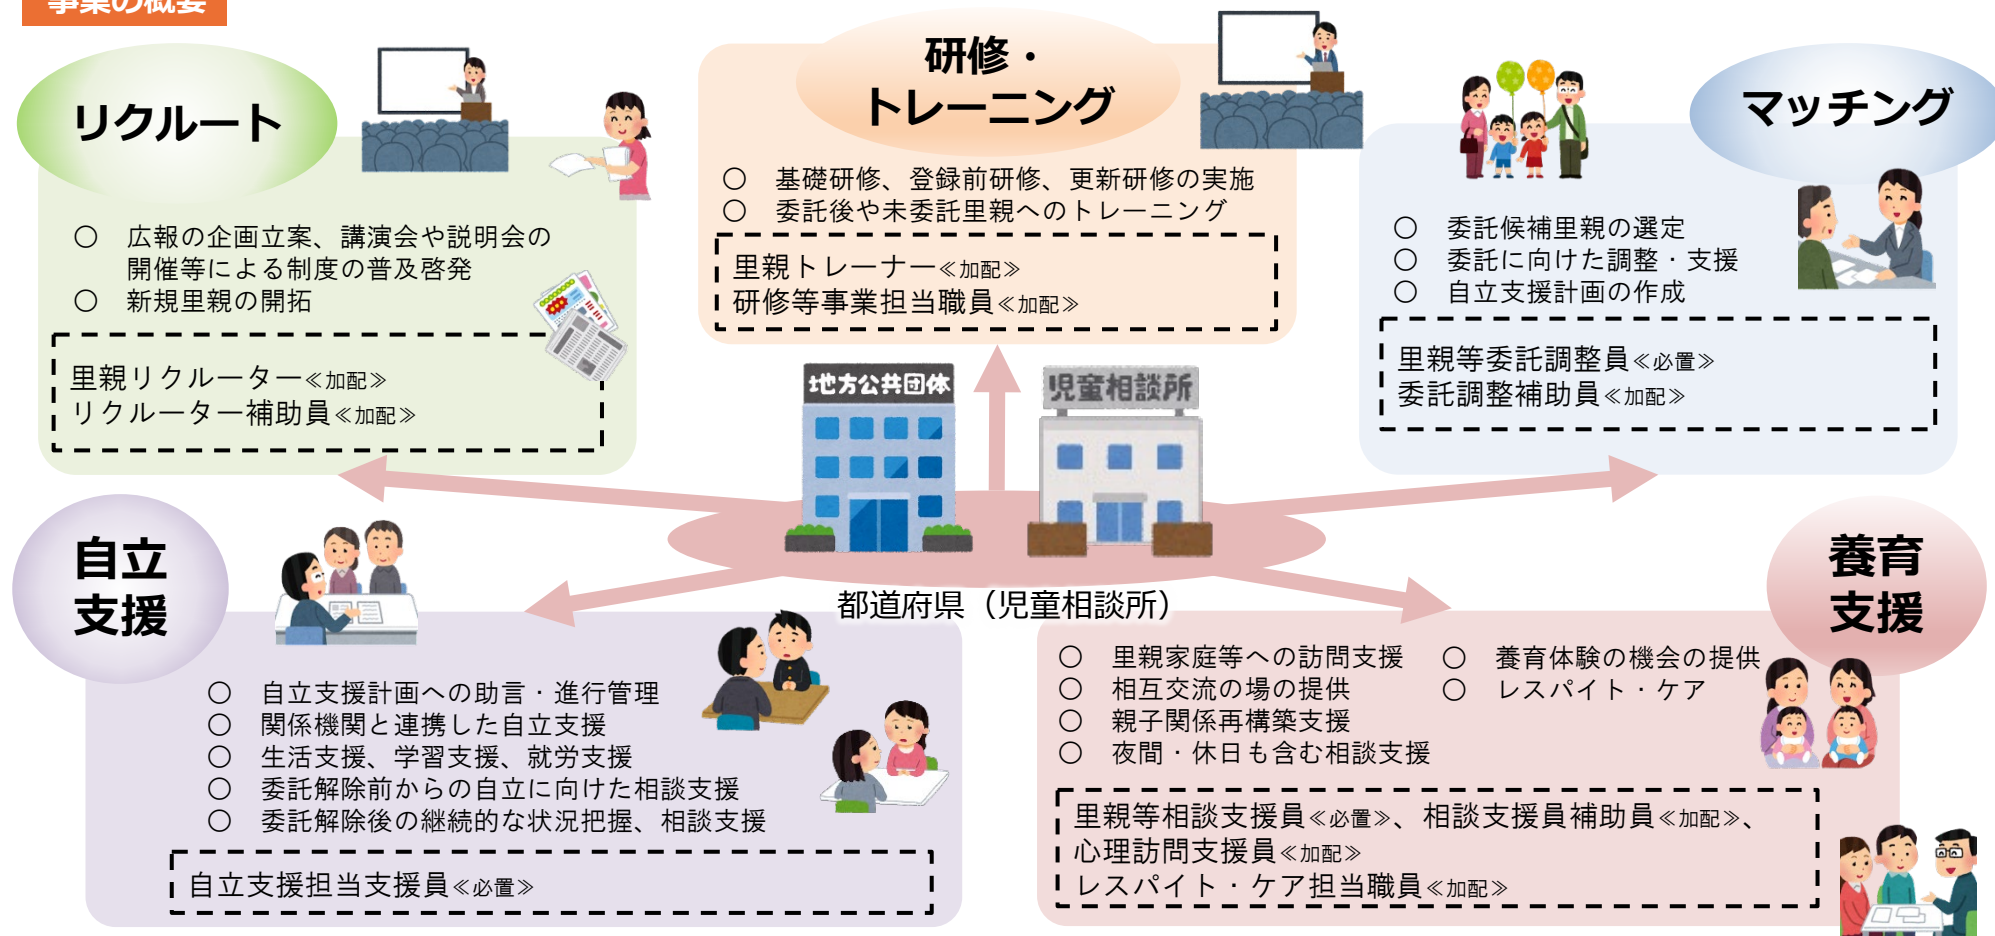 事業の概要
リクルート
○ 広報の企画立案、講演会や説明会の
開催等による制度の普及啓発
○ 新規里親の開拓
里親リクルーター≪加配≫
リクルーター補助員≪加配≫
研修・
トレーニング
○ 基礎研修、登録前研修、更新研修の実施
○ 委託後や未委託里親へのトレーニング
里親トレーナー≪加配≫
研修等事業担当職員≪加配≫
マッチング
○ 委託候補里親の選定
○ 委託に向けた調整・支援
○ 自立支援計画の作成
里親等委託調整員≪必置≫
委託調整補助員≪加配≫
地方公共団体
児童相談所
都道府県（児童相談所）
自立
支援
○ 自立支援計画への助言・進行管理
○ 関係機関と連携した自立支援
○ 生活支援、学習支援、就労支援
○ 委託解除前からの自立に向けた相談支援
○ 委託解除後の継続的な状況把握、相談支援
自立支援担当支援員≪必置≫
養育
支援
○ 里親家庭等への訪問支援
○ 相互交流の場の提供
○ 親子関係再構築支援
○ 夜間・休日も含む相談支援
○ 養育体験の機会の提供
○ レスパイト・ケア
里親等相談支援員≪必置≫、相談支援員補助員≪加配≫、
心理訪問支援員≪加配≫
レスパイト・ケア担当職員≪加配≫